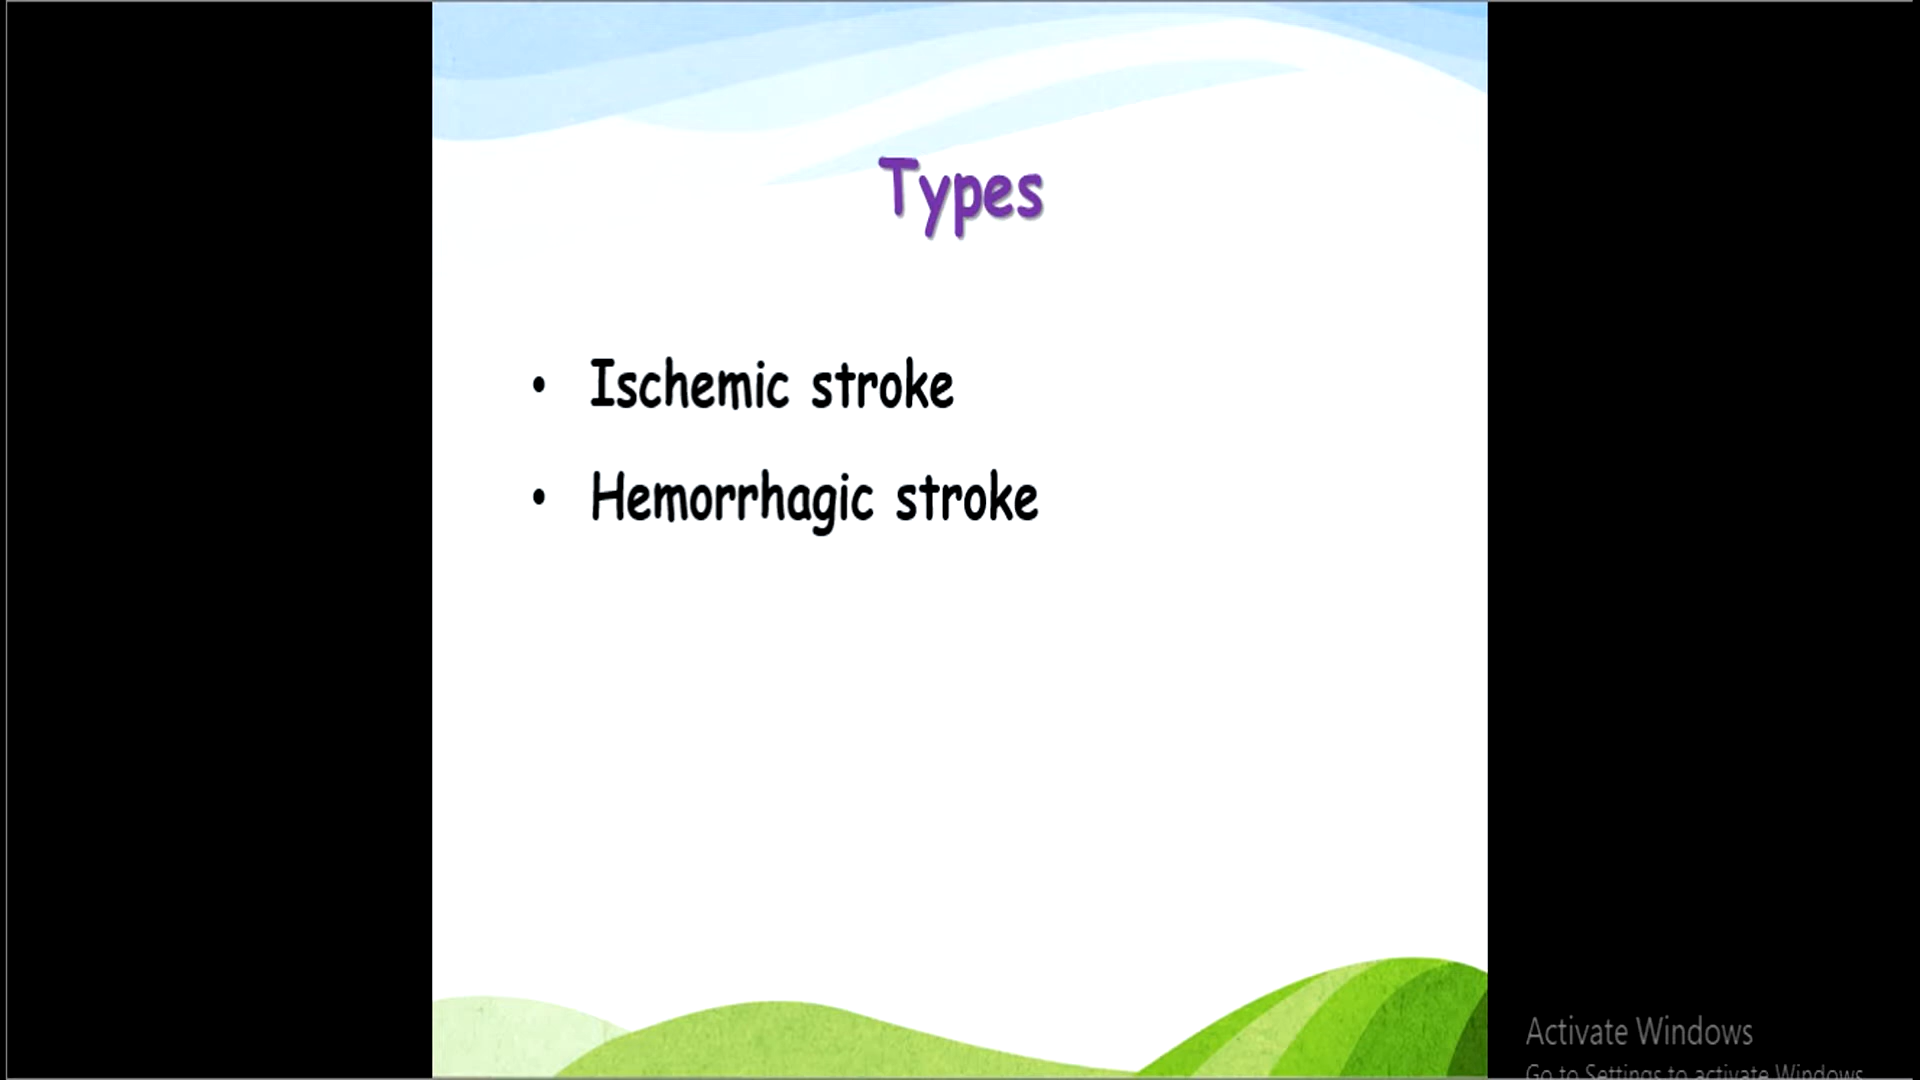 Types
• Ischemic stroke
• Hemorrhagic stroke
Activate Windows
Go to Settings to activate Windows.